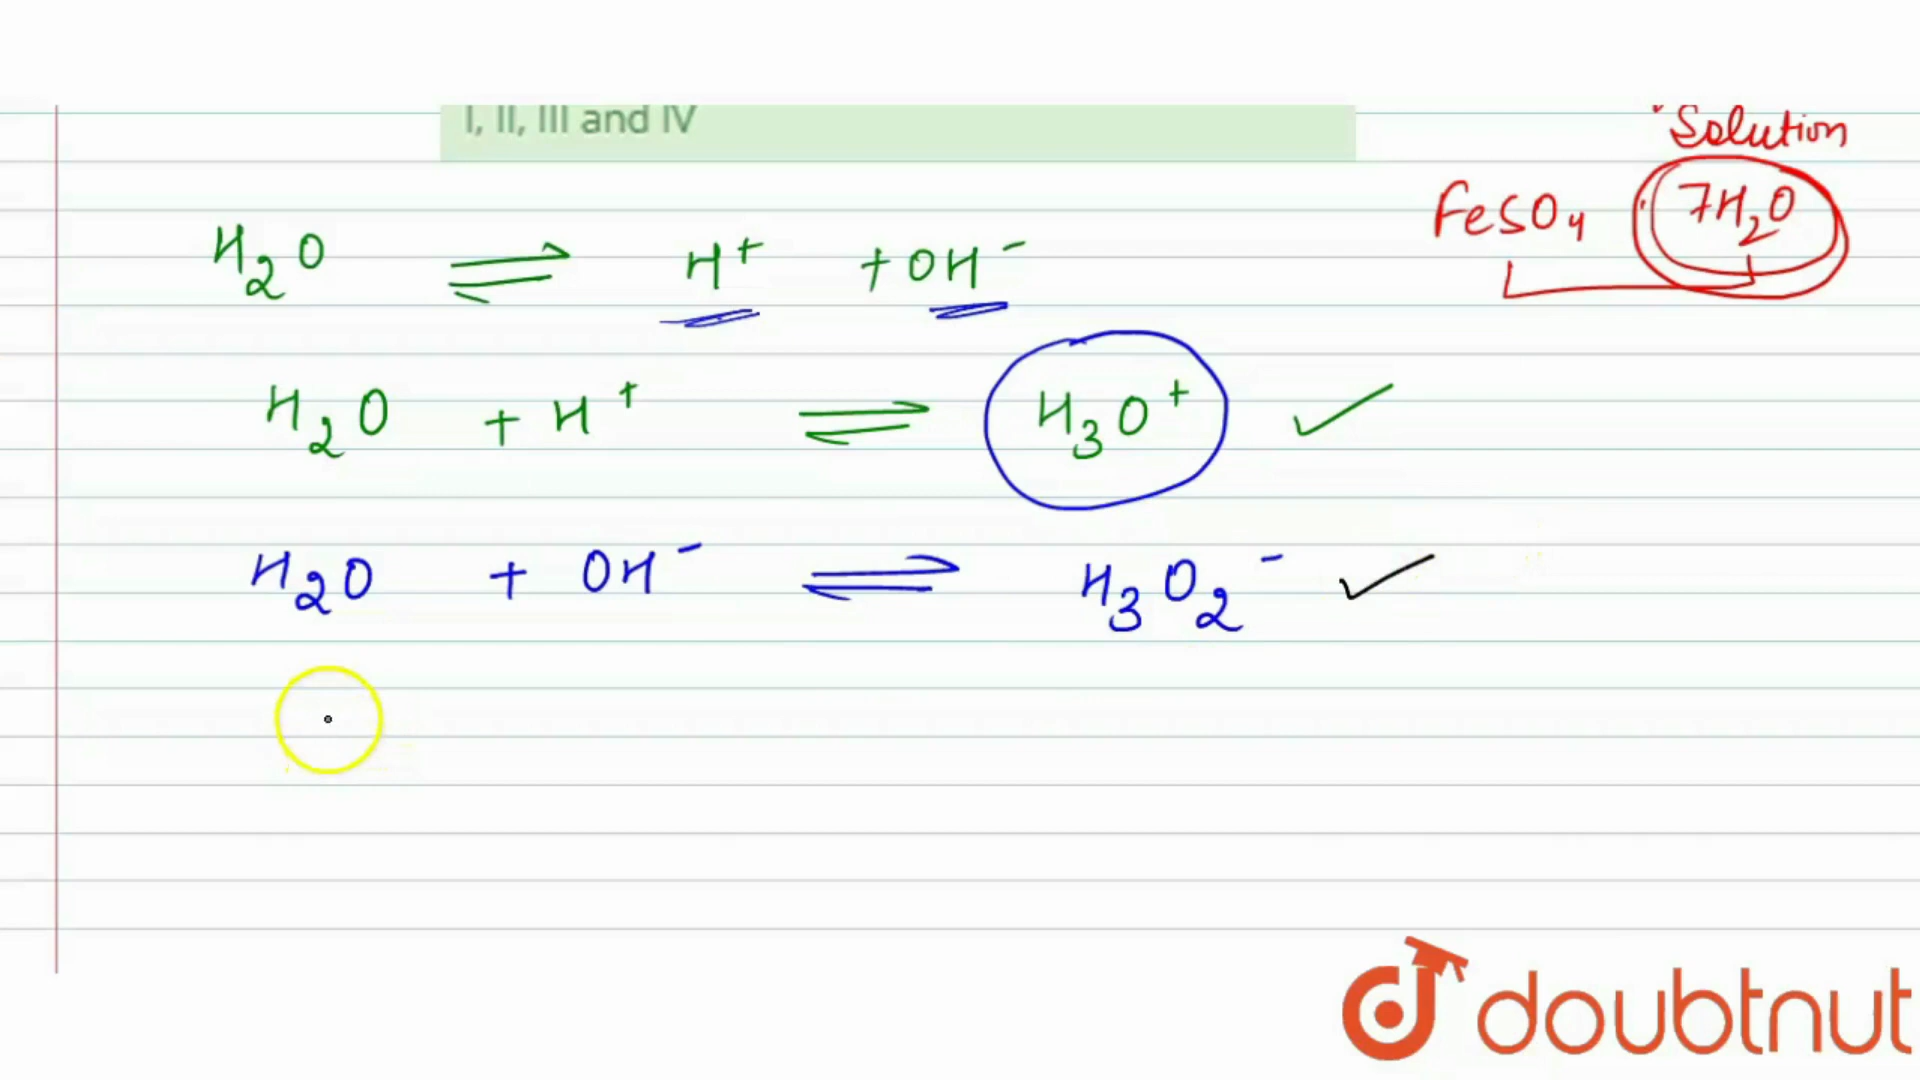 I, II, III and IV
Solution
FeSO4 7H2O
H2O ⇌ H+ + OH-
H2O + H+ ⇌ H3O+ ✓
H2O + OH- ⇌ H3O2- ✓
doubtnut